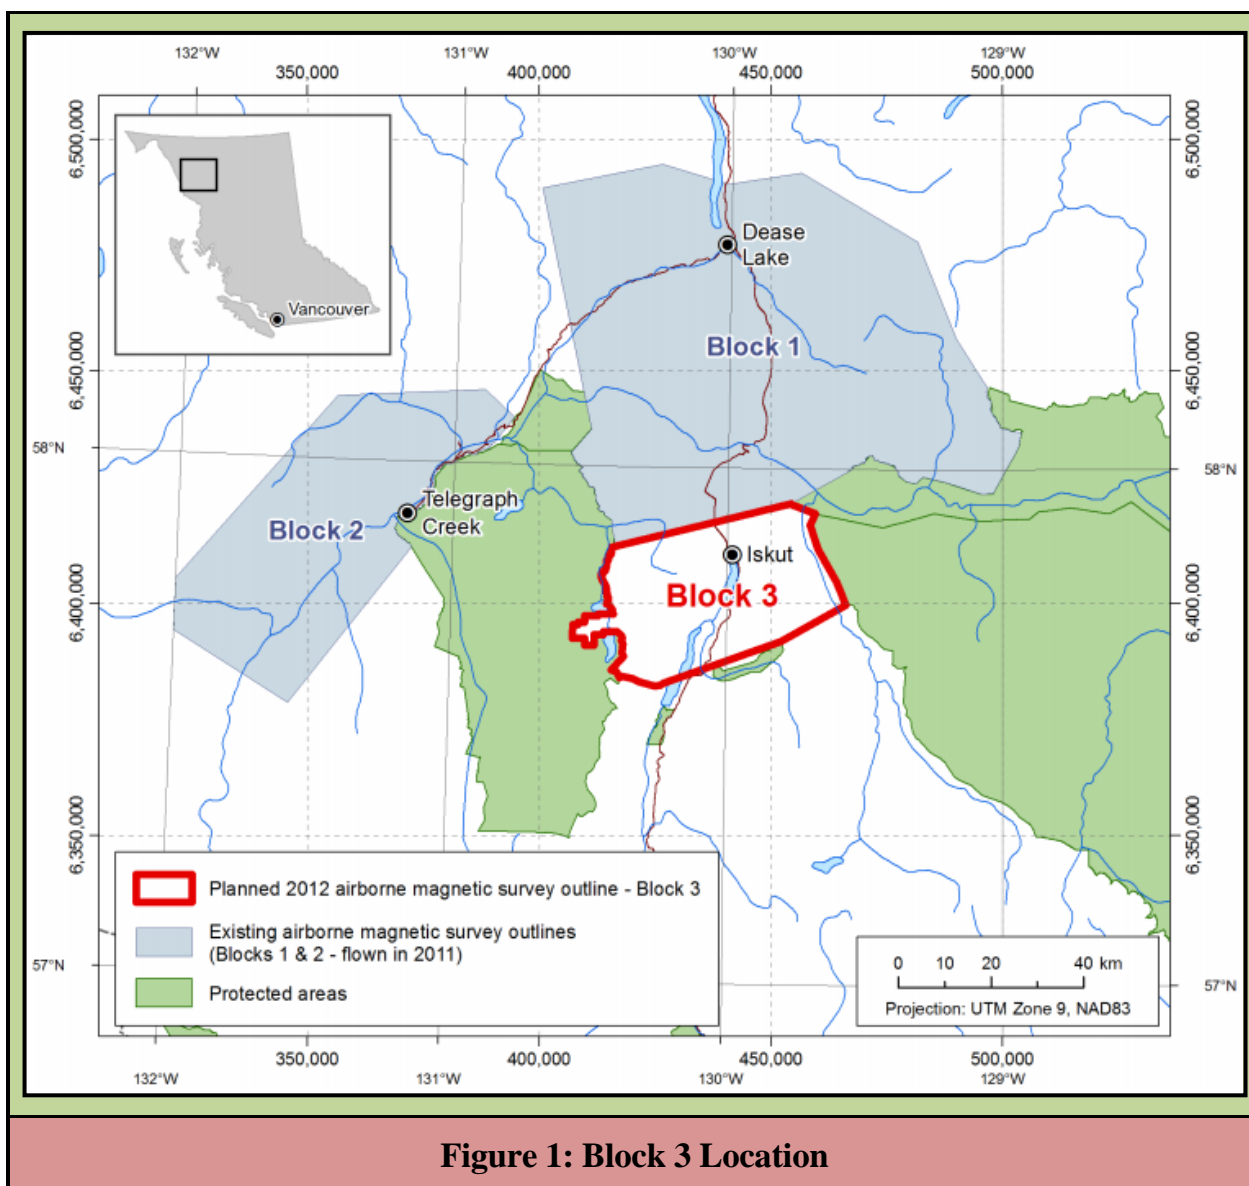 132°W 131°W 130°W 129°W
350,000 400,000 450,000 500,000
6,500,000 6,500,000
Vancouver
Dease
Lake
Block 1
6,450,000 6,450,000
58°N 58°N
Telegraph
Creek
Block 2
Iskut
Block 3
6,400,000 6,400,000
6,350,000 6,350,000
Planned 2012 airborne magnetic survey outline - Block 3
Existing airborne magnetic survey outlines
(Blocks 1 & 2 - flown in 2011)
Protected areas
0 10 20 40 km
Projection: UTM Zone 9, NAD83
57°N 57°N
350,000 400,000 450,000 500,000
132°W 131°W 130°W 129°W
Figure 1: Block 3 Location